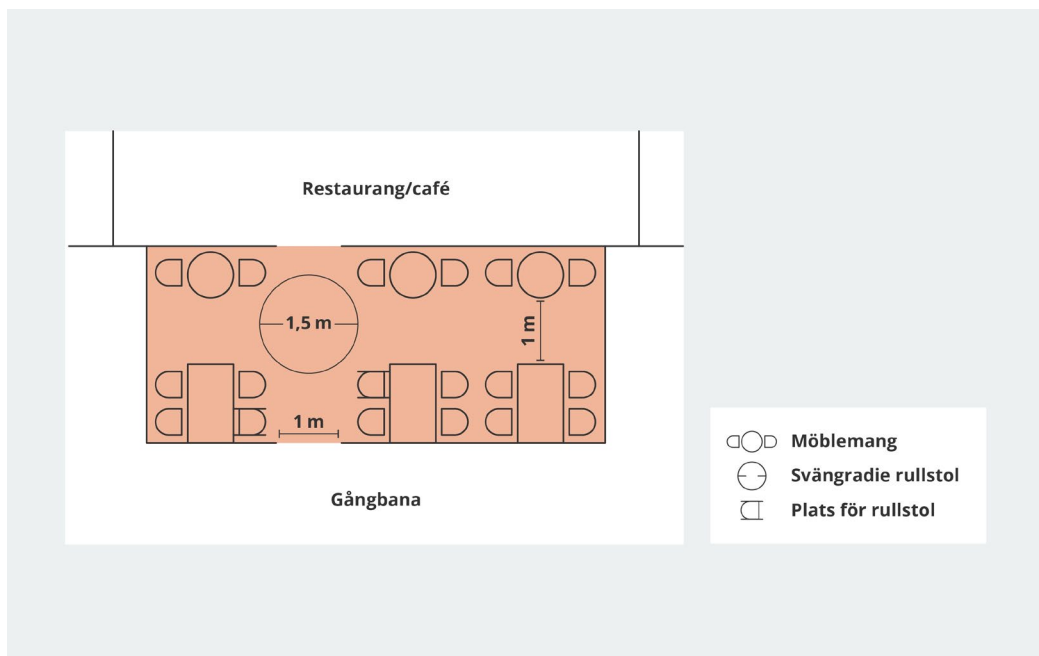 Restaurang/café
1,5 m
1 m
1 m
Gångbana
Möblemang
Svängradie rullstol
Plats för rullstol